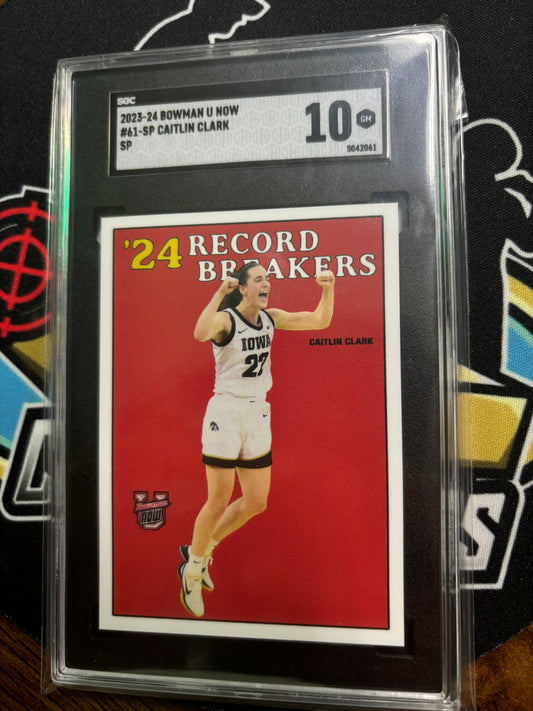 SGC
2023-24 BOWMAN U NOW
#61-SP CAITLIN CLARK
SP
10 GM
5042061
'24 RECORD
BREAKERS
CAITLIN CLARK
IOWA
22
Bowman
U
NOW
S